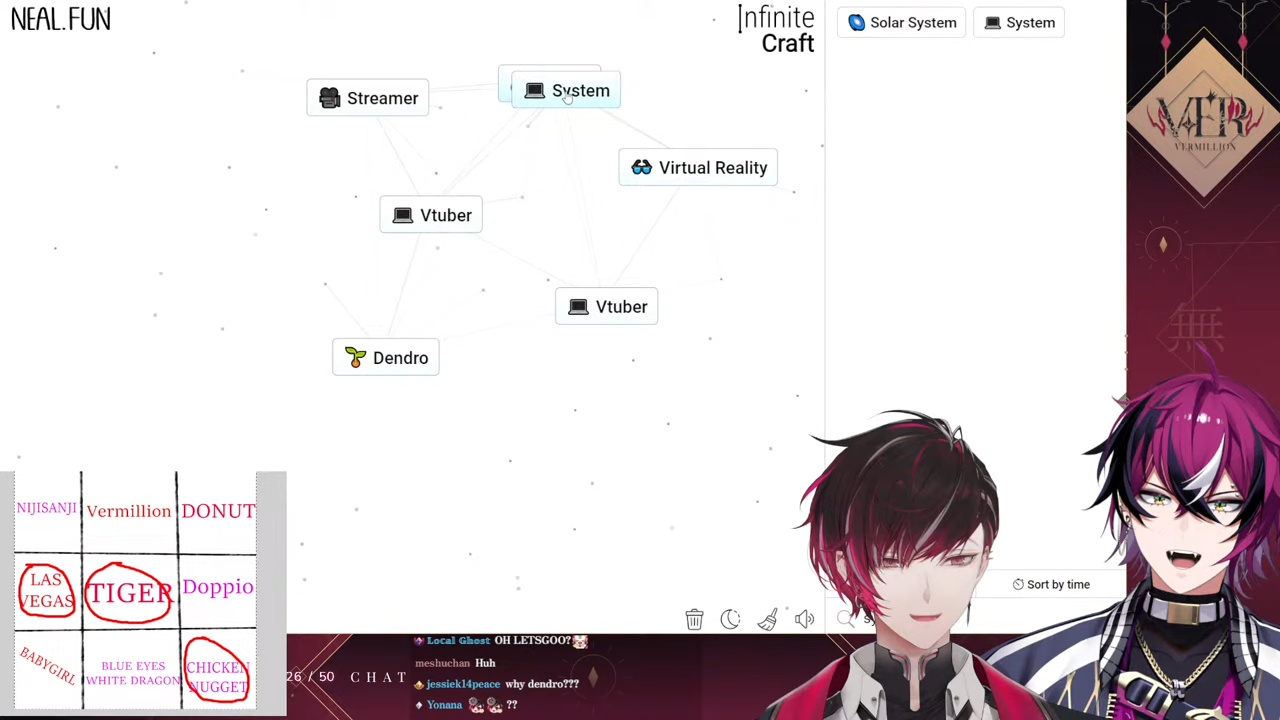 NEAL.FUN
Infinite
Craft
Solar System
System
Streamer
System
Virtual Reality
Vtuber
Vtuber
Dendro
VER
VERMILLION
無
NIJISANJI
Vermillion
DONUT
LAS
VEGAS
TIGER
Doppio
BABYGIRL
BLUE EYES
WHITE DRAGON
CHICKEN
NUGGET
Sort by time
26 / 50
CHAT
Local Ghost OH LETSGOO?
meshuchan Huh
jessiek14peace why dendro???
Yonana ??